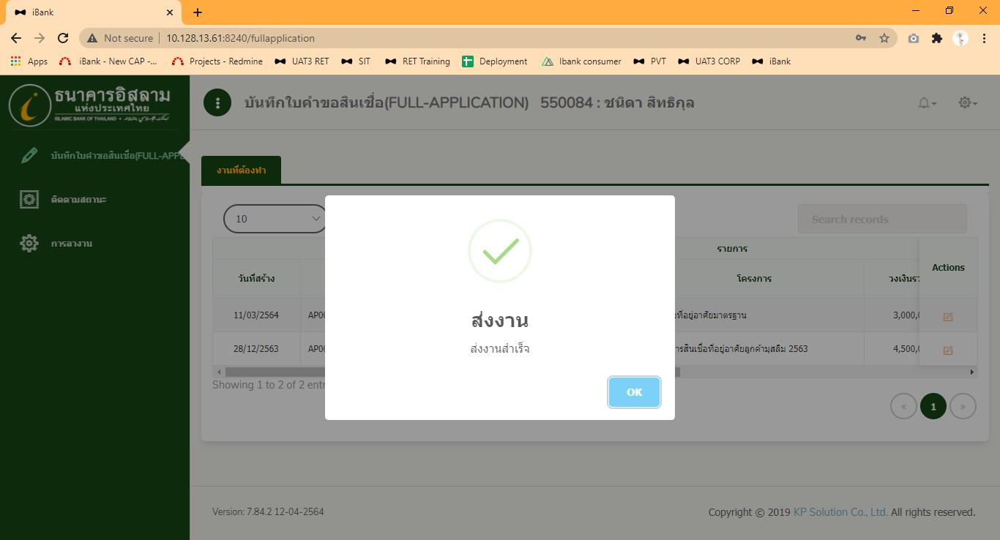 iBank
Not secure 10.128.13.61:8240/fullapplication
Apps iBank - New CAP -... Projects - Redmine UAT3 RET SIT RET Training Deployment Ibank consumer PVT UAT3 CORP iBank
ธนาคารอิสลาม
แห่งประเทศไทย
ISLAMIC BANK OF THAILAND
บันทึกใบคำขอสินเชื่อ(FULL-APPLICATION) 550084 : ชนิดา สิทธิกุล
บันทึกใบคำขอสินเชื่อ(FULL-APPL
ติดตามสถานะ
การลางาน
งานที่ต้องทำ
10
Search records
รายการ
Actions
วันที่สร้าง โครงการ วงเงินรว
11/03/2564 AP00 ที่อยู่อาศัยมาตรฐาน 3,000,0
28/12/2563 AP00 รสินเชื่อที่อยู่อาศัยลูกค้ามุสลิม 2563 4,500,0
Showing 1 to 2 of 2 entr
« 1 »
ส่งงาน
ส่งงานสำเร็จ
OK
Version: 7.84.2 12-04-2564
Copyright © 2019 KP Solution Co., Ltd. All rights reserved.